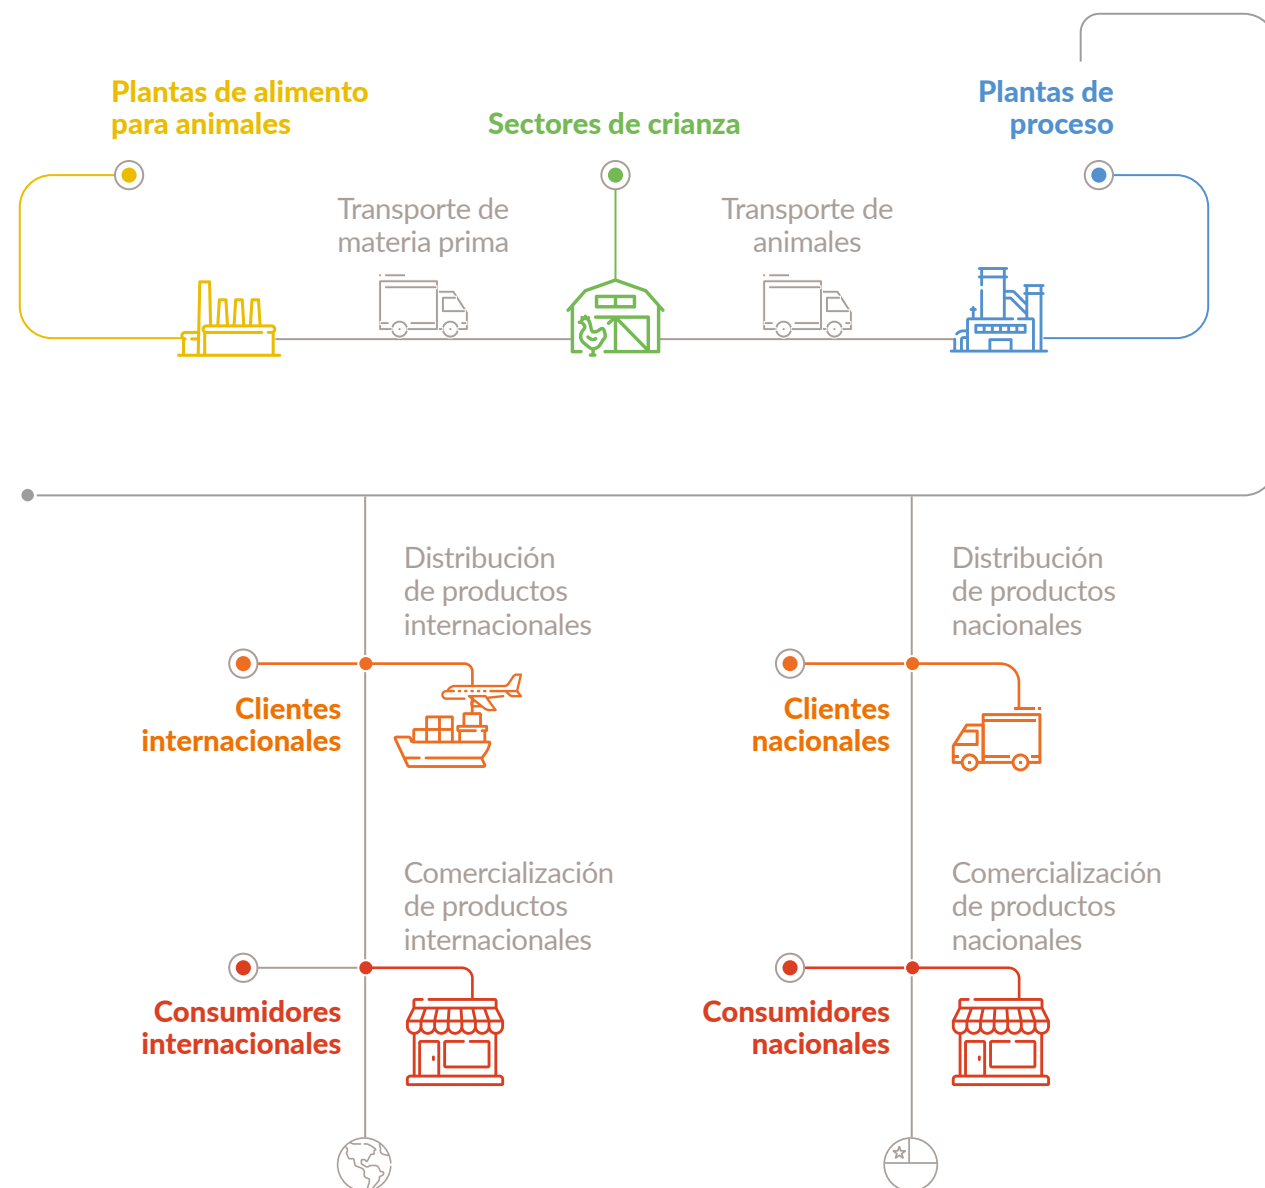 Plantas de alimento
para animales
Sectores de crianza
Plantas de
proceso
Transporte de
materia prima
Transporte de
animales
Distribución
de productos
internacionales
Distribución
de productos
nacionales
Clientes
internacionales
Clientes
nacionales
Comercialización
de productos
internacionales
Comercialización
de productos
nacionales
Consumidores
internacionales
Consumidores
nacionales